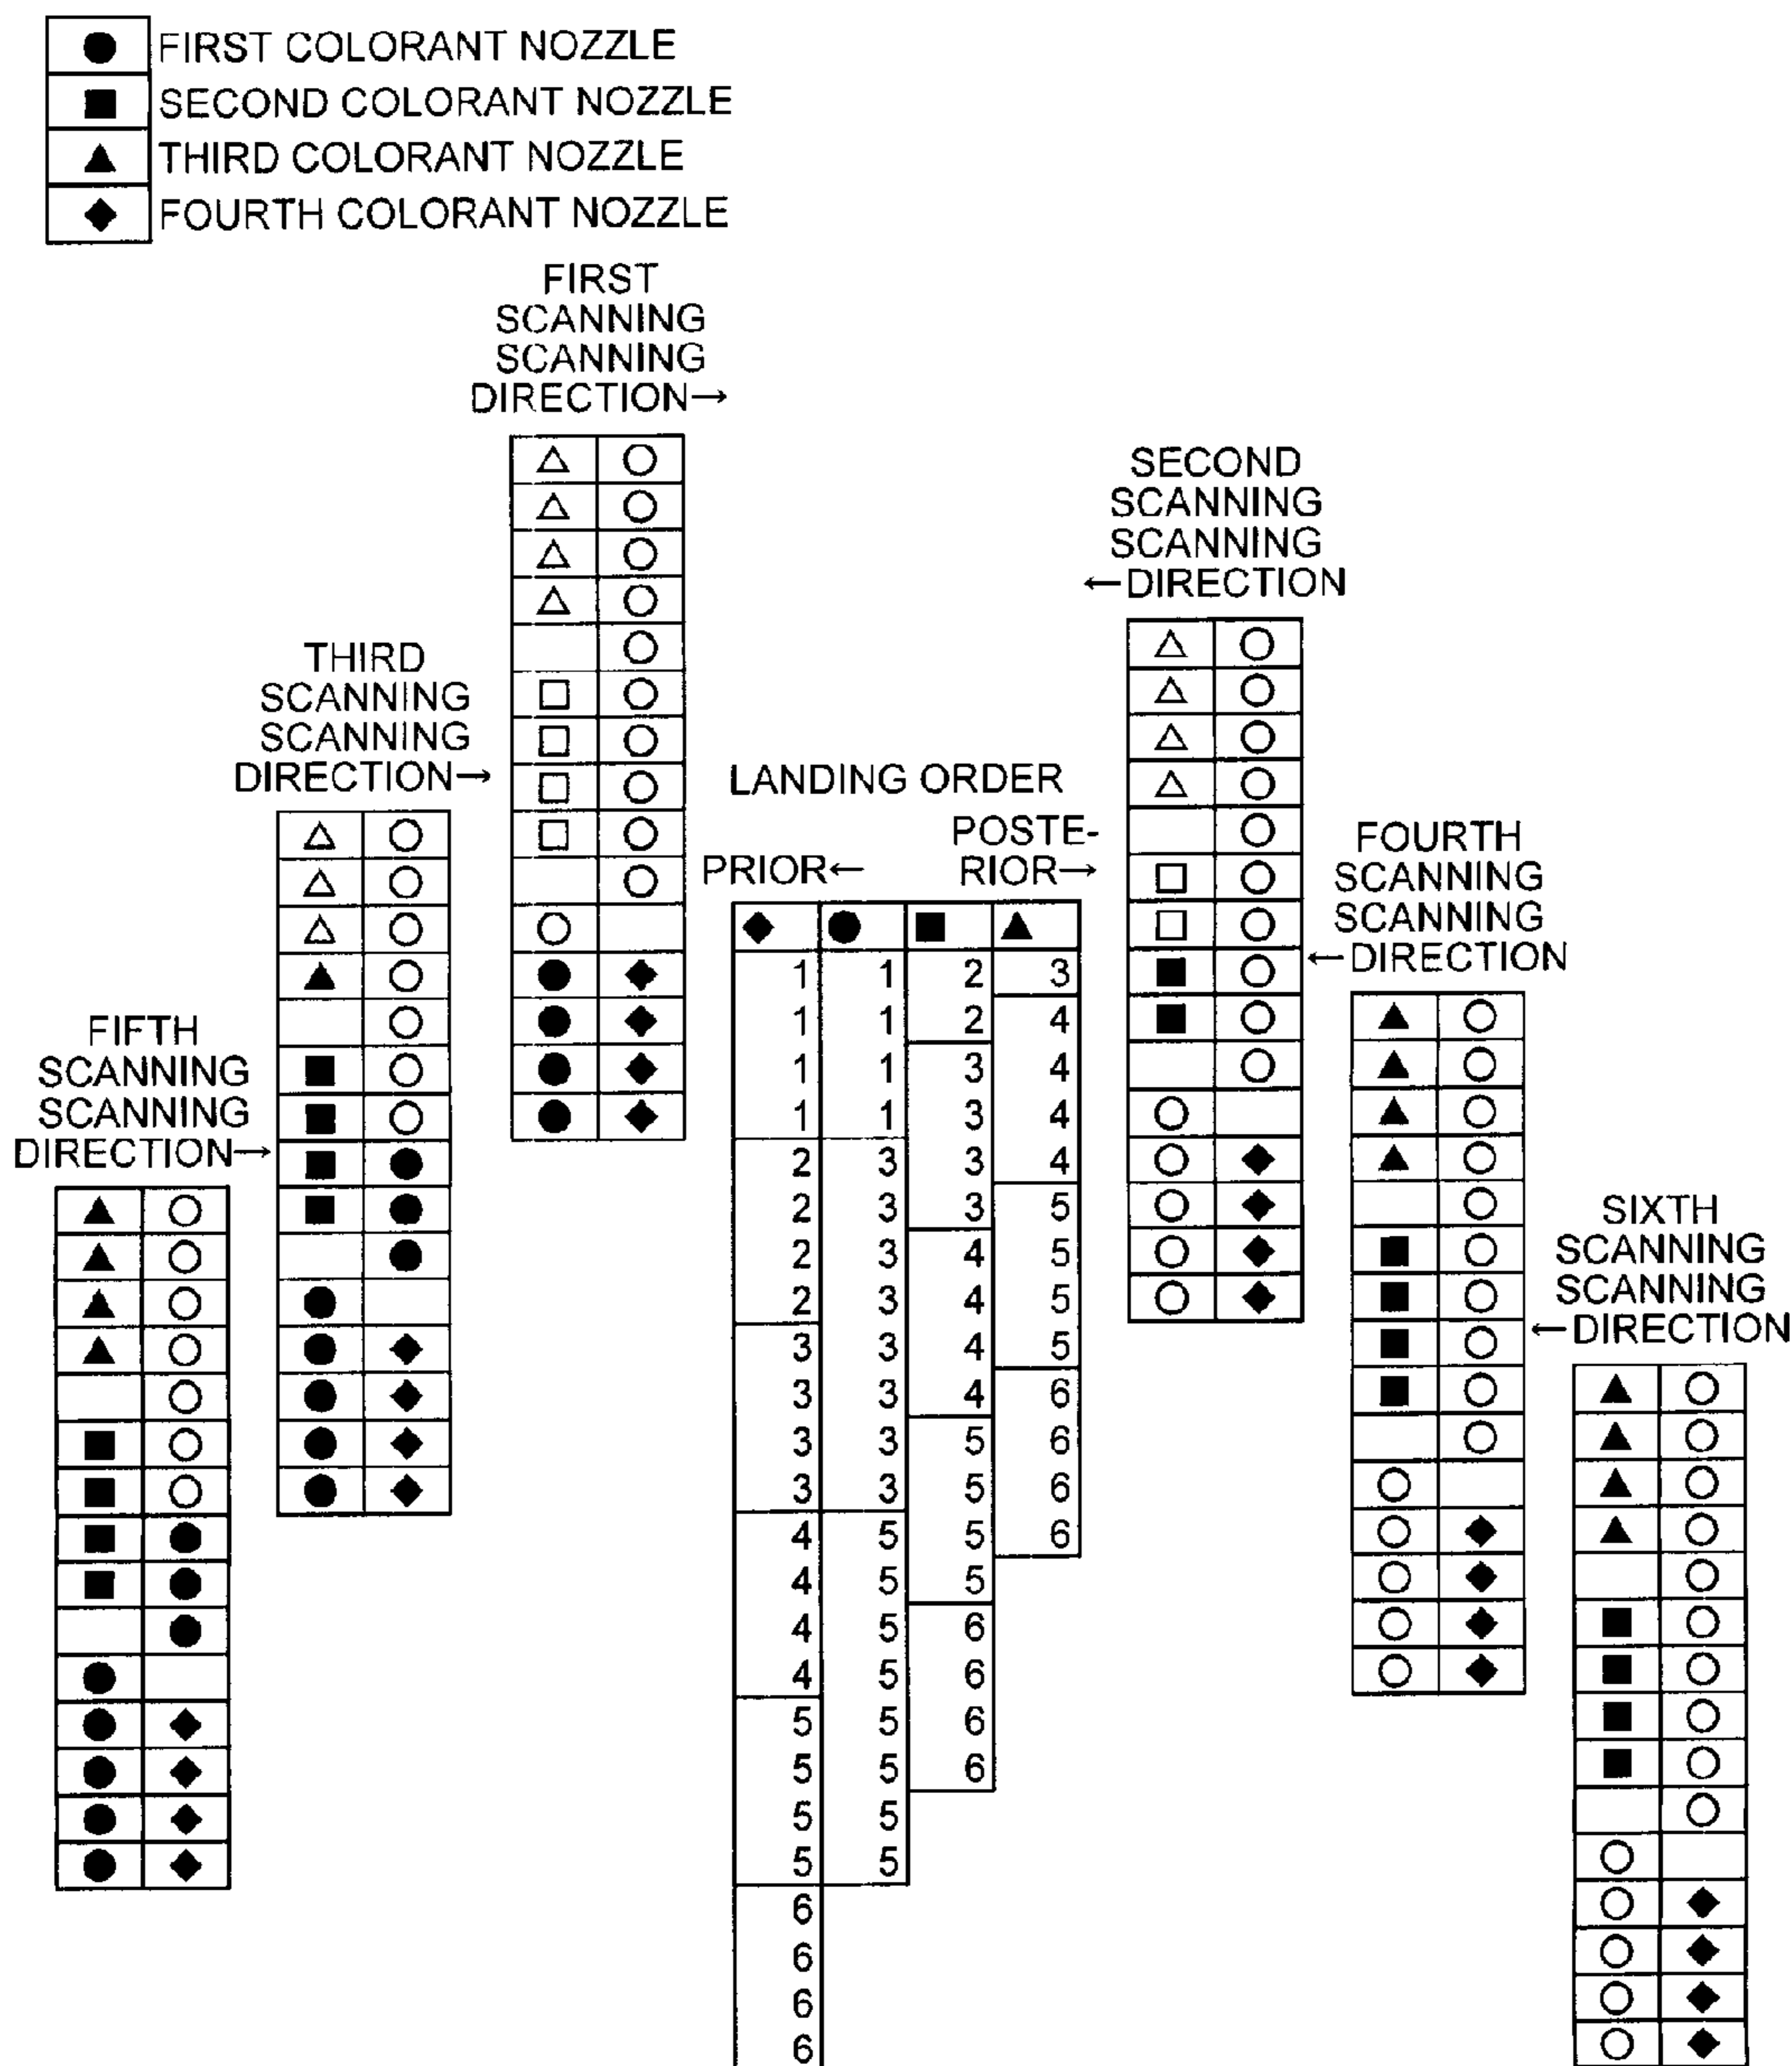 FIRST COLORANT NOZZLE
SECOND COLORANT NOZZLE
THIRD COLORANT NOZZLE
FOURTH COLORANT NOZZLE
FIRST
SCANNING
SCANNING
DIRECTION→
SECOND
SCANNING
SCANNING
←DIRECTION
THIRD
SCANNING
SCANNING
DIRECTION→
LANDING ORDER
PRIOR←
POSTE-
RIOR→
FOURTH
SCANNING
SCANNING
←DIRECTION
FIFTH
SCANNING
SCANNING
DIRECTION→
SIXTH
SCANNING
SCANNING
←DIRECTION
1 1 2 3
1 1 2 4
1 1 3 4
1 1 3 4
2 3 3 4
2 3 3 5
2 3 4 5
2 3 4 5
3 3 4 5
3 3 4 6
3 3 5 6
3 3 5 6
4 5 5 6
4 5 5
4 5 6
4 5 6
5 5 6
5 5 6
5 5
5 5
6
6
6
6